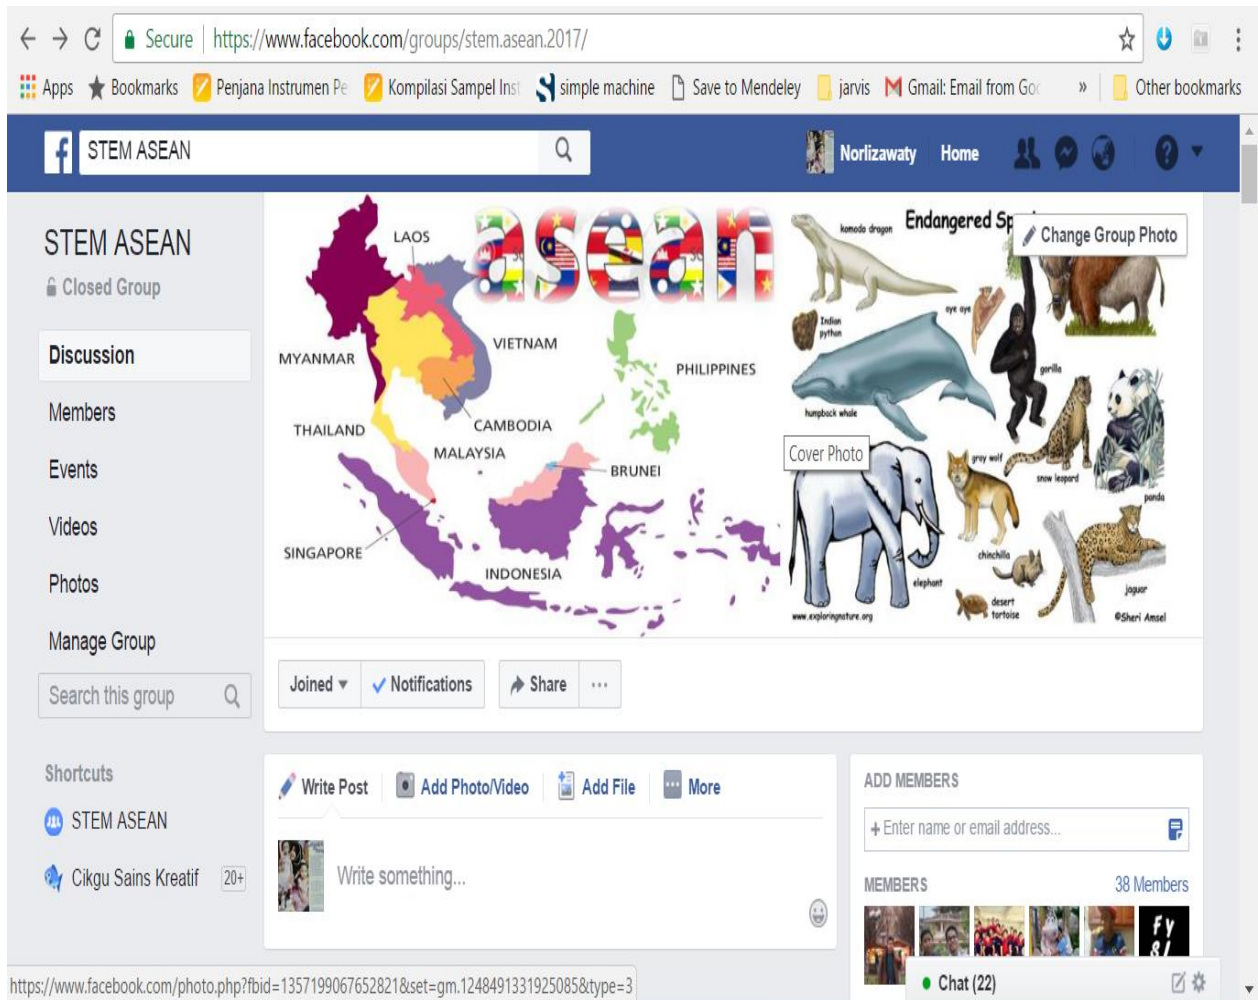 Secure https://www.facebook.com/groups/stem.asean.2017/
Apps Bookmarks Penjana Instrumen Pe Kompilasi Sampel Inst simple machine Save to Mendeley jarvis Gmail: Email from Goo » Other bookmarks
STEM ASEAN
Norlizawaty Home
STEM ASEAN
Closed Group
Discussion
Members
Events
Videos
Photos
Manage Group
Search this group
Shortcuts
STEM ASEAN
Cikgu Sains Kreatif 20+
asean
LAOS
MYANMAR
VIETNAM
PHILIPPINES
THAILAND
CAMBODIA
MALAYSIA
BRUNEI
SINGAPORE
INDONESIA
Endangered Sp
Change Group Photo
komodo dragon
aye aye
Indian
python
gorilla
humpback whale
Cover Photo
gray wolf
snow leopard
panda
chinchilla
elephant
jaguar
desert
tortoise
www.exploringnature.org
©Sheri Amsel
Joined Notifications Share ...
Write Post Add Photo/Video Add File More
Write something...
ADD MEMBERS
+ Enter name or email address...
MEMBERS 38 Members
Chat (22)
https://www.facebook.com/photo.php?fbid=1357199067652821&set=gm.1248491331925085&type=3